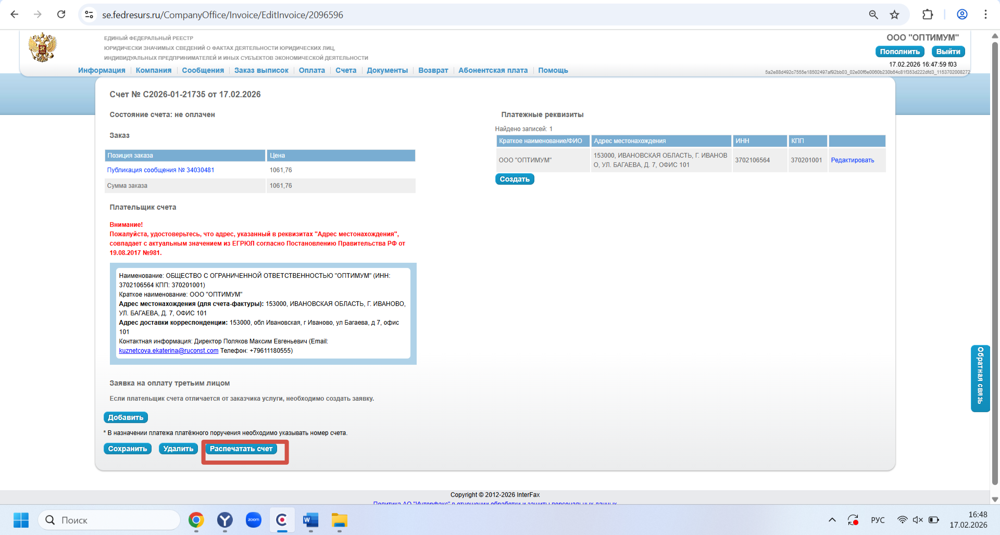 se.fedresurs.ru/CompanyOffice/Invoice/EditInvoice/2096596
ЕДИНЫЙ ФЕДЕРАЛЬНЫЙ РЕЕСТР
ЮРИДИЧЕСКИ ЗНАЧИМЫХ СВЕДЕНИЙ О ФАКТАХ ДЕЯТЕЛЬНОСТИ ЮРИДИЧЕСКИХ ЛИЦ,
ИНДИВИДУАЛЬНЫХ ПРЕДПРИНИМАТЕЛЕЙ И ИНЫХ СУБЪЕКТОВ ЭКОНОМИЧЕСКОЙ ДЕЯТЕЛЬНОСТИ
ООО "ОПТИМУМ"
Пополнить Выйти
17.02.2026 16:47:59 f03
5a2e88d492c7555e18502497af92bb03_02e00f6e0060b230b64c81f353d222dfd3_1153702008272
Информация Компания Сообщения Заказ выписок Оплата Счета Документы Возврат Абонентская плата Помощь
Счет № С2026-01-21735 от 17.02.2026
Состояние счета: не оплачен
Заказ
Позиция заказа Цена
Публикация сообщения № 34030481 1061,76
Сумма заказа 1061,76
Плательщик счета
Внимание!
Пожалуйста, удостоверьтесь, что адрес, указанный в реквизитах "Адрес местонахождения",
совпадает с актуальным значением из ЕГРЮЛ согласно Постановлению Правительства РФ от
19.08.2017 №981.
Наименование: ОБЩЕСТВО С ОГРАНИЧЕННОЙ ОТВЕТСТВЕННОСТЬЮ "ОПТИМУМ" (ИНН:
3702106564 КПП: 370201001)
Краткое наименование: ООО "ОПТИМУМ"
Адрес местонахождения (для счета-фактуры): 153000, ИВАНОВСКАЯ ОБЛАСТЬ, Г. ИВАНОВО,
УЛ. БАГАЕВА, Д. 7, ОФИС 101
Адрес доставки корреспонденции: 153000, обл Ивановская, г Иваново, ул Багаева, д 7, офис
101
Контактная информация: Директор Поляков Максим Евгеньевич (Email:
kuznetcova.ekaterina@ruconst.com Телефон: +79611180555)
Заявка на оплату третьим лицом
Если плательщик счета отличается от заказчика услуги, необходимо создать заявку.
Добавить
* В назначении платежа платёжного поручения необходимо указывать номер счета.
Сохранить Удалить Распечатать счет
Платежные реквизиты
Найдено записей: 1
Краткое наименование/ФИО Адрес местонахождения ИНН КПП
ООО "ОПТИМУМ" 153000, ИВАНОВСКАЯ ОБЛАСТЬ, Г. ИВАНОВ
О, УЛ. БАГАЕВА, Д. 7, ОФИС 101 3702106564 370201001 Редактировать
Создать
Обратная связь
Copyright © 2012-2026 InterFax
Политика АО "Интерфакс" в отношении обработки и защиты персональных данных
Поиск
zoom
РУС
16:48
17.02.2026